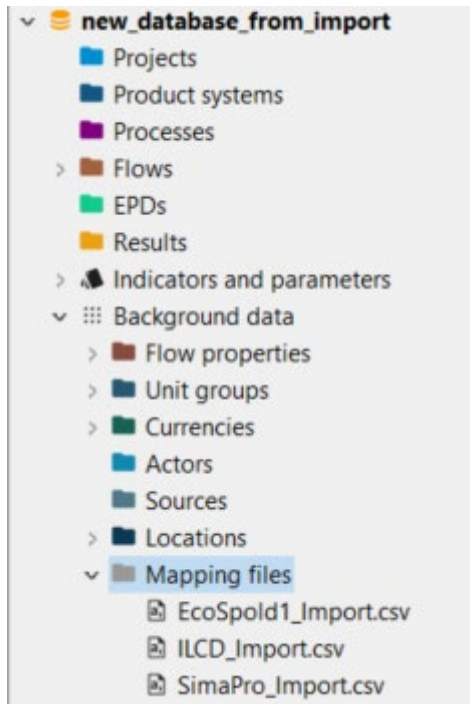 new_database_from_import
Projects
Product systems
Processes
Flows
EPDs
Results
Indicators and parameters
Background data
Flow properties
Unit groups
Currencies
Actors
Sources
Locations
Mapping files
EcoSpold1_Import.csv
ILCD_Import.csv
SimaPro_Import.csv